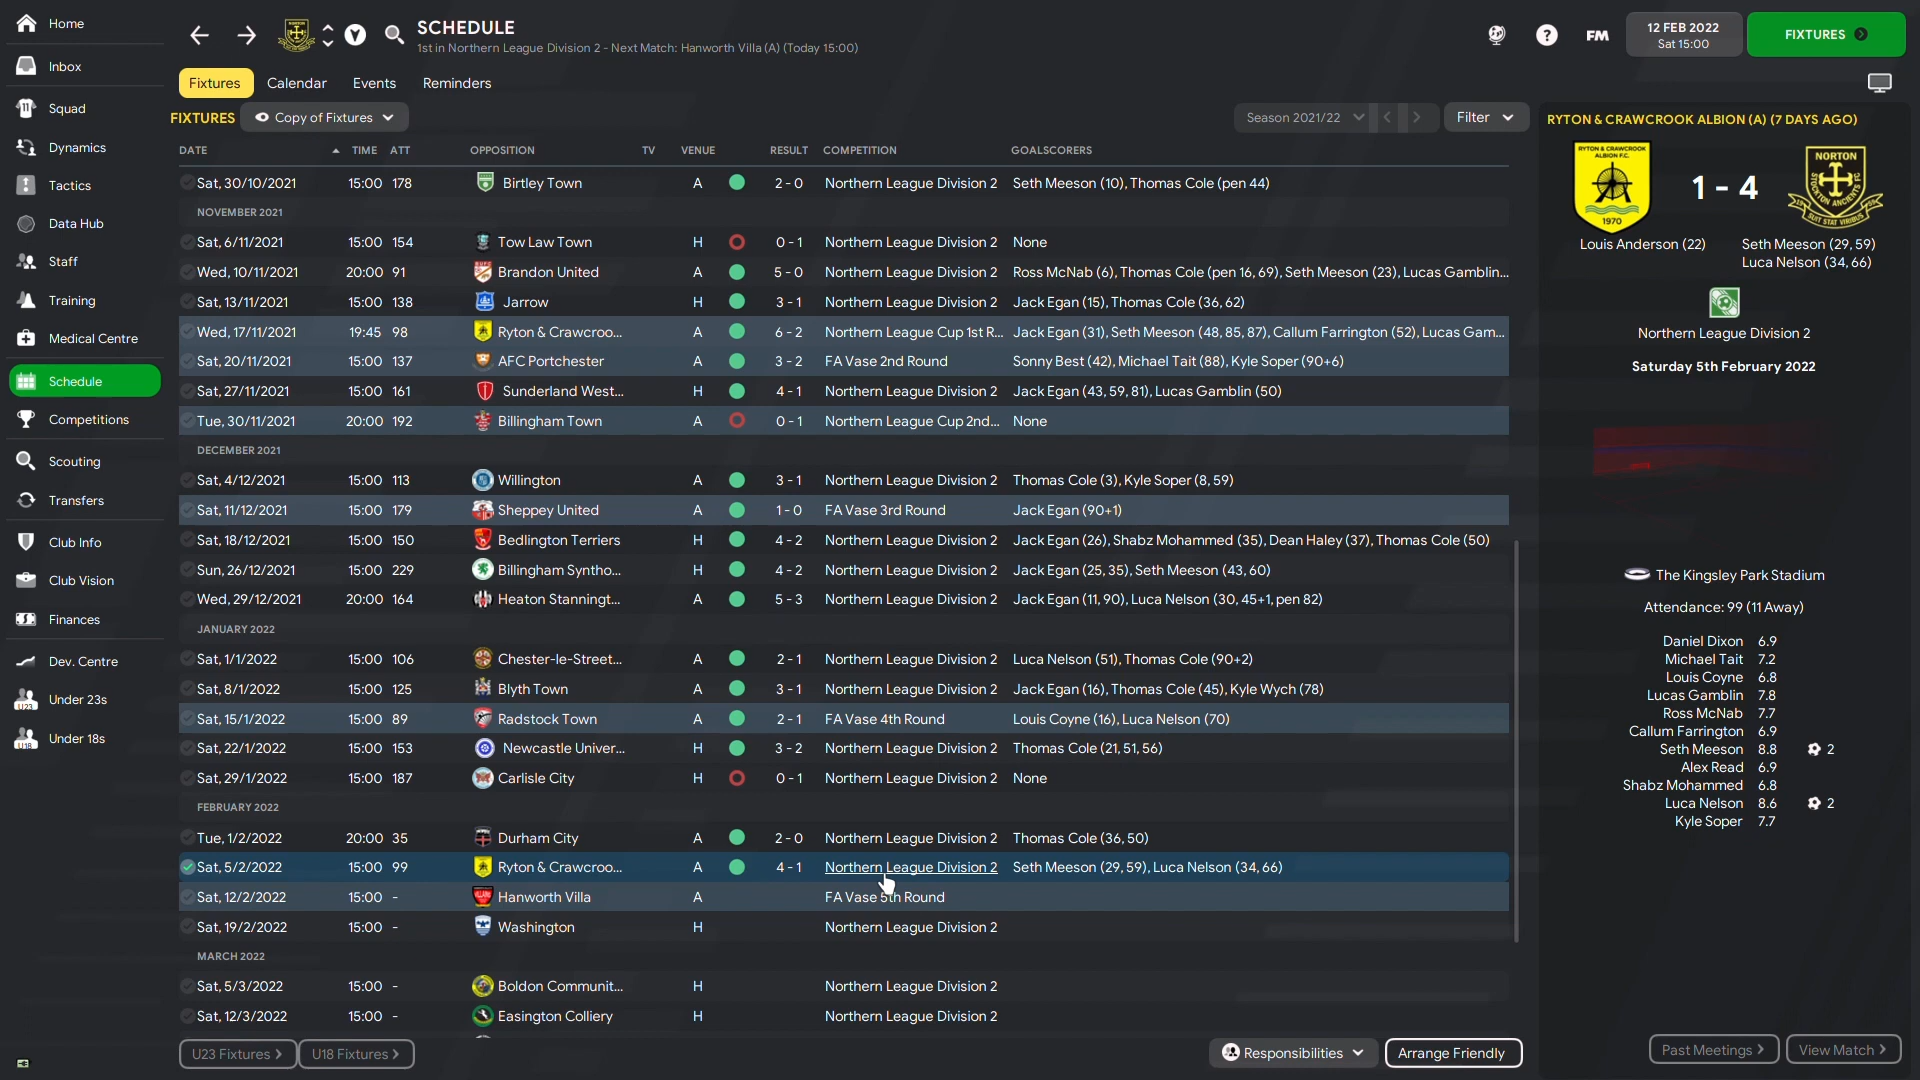 Home
Inbox
Squad
Dynamics
Tactics
Data Hub
Staff
Training
Medical Centre
Schedule
Competitions
Scouting
Transfers
Club Info
Club Vision
Finances
Dev. Centre
U23 Under 23s
U18 Under 18s
NORTON
SCHEDULE
1st in Northern League Division 2 - Next Match: Hanworth Villa (A) (Today 15:00)
? FM
12 FEB 2022
Sat 15:00
FIXTURES
Fixtures Calendar Events Reminders
FIXTURES Copy of Fixtures Season 2021/22 Filter
DATE TIME ATT OPPOSITION TV VENUE RESULT COMPETITION GOALSCORERS
Sat, 30/10/2021 15:00 178 Birtley Town A 2 - 0 Northern League Division 2 Seth Meeson (10), Thomas Cole (pen 44)
NOVEMBER 2021
Sat, 6/11/2021 15:00 154 Tow Law Town H 0 - 1 Northern League Division 2 None
Wed, 10/11/2021 20:00 91 Brandon United A 5 - 0 Northern League Division 2 Ross McNab (6), Thomas Cole (pen 16, 69), Seth Meeson (23), Lucas Gamblin...
Sat, 13/11/2021 15:00 138 Jarrow H 3 - 1 Northern League Division 2 Jack Egan (15), Thomas Cole (36, 62)
Wed, 17/11/2021 19:45 98 Ryton & Crawcroo... A 6 - 2 Northern League Cup 1st R... Jack Egan (31), Seth Meeson (48, 85, 87), Callum Farrington (52), Lucas Gam...
Sat, 20/11/2021 15:00 137 AFC Portchester A 3 - 2 FA Vase 2nd Round Sonny Best (42), Michael Tait (88), Kyle Soper (90+6)
Sat, 27/11/2021 15:00 161 Sunderland West... H 4 - 1 Northern League Division 2 Jack Egan (43, 59, 81), Lucas Gamblin (50)
Tue, 30/11/2021 20:00 192 Billingham Town A 0 - 1 Northern League Cup 2nd... None
DECEMBER 2021
Sat, 4/12/2021 15:00 113 Willington A 3 - 1 Northern League Division 2 Thomas Cole (3), Kyle Soper (8, 59)
Sat, 11/12/2021 15:00 179 Sheppey United A 1 - 0 FA Vase 3rd Round Jack Egan (90+1)
Sat, 18/12/2021 15:00 150 Bedlington Terriers H 4 - 2 Northern League Division 2 Jack Egan (26), Shabz Mohammed (35), Dean Haley (37), Thomas Cole (50)
Sun, 26/12/2021 15:00 229 Billingham Syntho... H 4 - 2 Northern League Division 2 Jack Egan (25, 35), Seth Meeson (43, 60)
Wed, 29/12/2021 20:00 164 Heaton Stanningt... A 5 - 3 Northern League Division 2 Jack Egan (11, 90), Luca Nelson (30, 45+1, pen 82)
JANUARY 2022
Sat, 1/1/2022 15:00 106 Chester-le-Street... A 2 - 1 Northern League Division 2 Luca Nelson (51), Thomas Cole (90+2)
Sat, 8/1/2022 15:00 125 Blyth Town A 3 - 1 Northern League Division 2 Jack Egan (16), Thomas Cole (45), Kyle Wych (78)
Sat, 15/1/2022 15:00 89 Radstock Town A 2 - 1 FA Vase 4th Round Louis Coyne (16), Luca Nelson (70)
Sat, 22/1/2022 15:00 153 Newcastle Univer... H 3 - 2 Northern League Division 2 Thomas Cole (21, 51, 56)
Sat, 29/1/2022 15:00 187 Carlisle City H 0 - 1 Northern League Division 2 None
FEBRUARY 2022
Tue, 1/2/2022 20:00 35 Durham City A 2 - 0 Northern League Division 2 Thomas Cole (36, 50)
Sat, 5/2/2022 15:00 99 Ryton & Crawcroo... A 4 - 1 Northern League Division 2 Seth Meeson (29, 59), Luca Nelson (34, 66)
Sat, 12/2/2022 15:00 - Hanworth Villa A FA Vase 5th Round
Sat, 19/2/2022 15:00 - Washington H Northern League Division 2
MARCH 2022
Sat, 5/3/2022 15:00 - Boldon Communit... H Northern League Division 2
Sat, 12/3/2022 15:00 - Easington Colliery H Northern League Division 2
U23 Fixtures > U18 Fixtures > Responsibilities Arrange Friendly
RYTON & CRAWCROOK ALBION (A) (7 DAYS AGO)
RYTON & CRAWCROOK
ALBION F.C.
1970
1 - 4
NORTON
STOCKTON ANCIENTS FC
SUIT STAT VIRIBUS
Louis Anderson (22) Seth Meeson (29, 59)
Luca Nelson (34, 66)
Northern League Division 2
Saturday 5th February 2022
The Kingsley Park Stadium
Attendance: 99 (11 Away)
Daniel Dixon 6.9
Michael Tait 7.2
Louis Coyne 6.8
Lucas Gamblin 7.8
Ross McNab 7.7
Callum Farrington 6.9
Seth Meeson 8.8 2
Alex Read 6.9
Shabz Mohammed 6.8
Luca Nelson 8.6 2
Kyle Soper 7.7
Past Meetings > View Match >